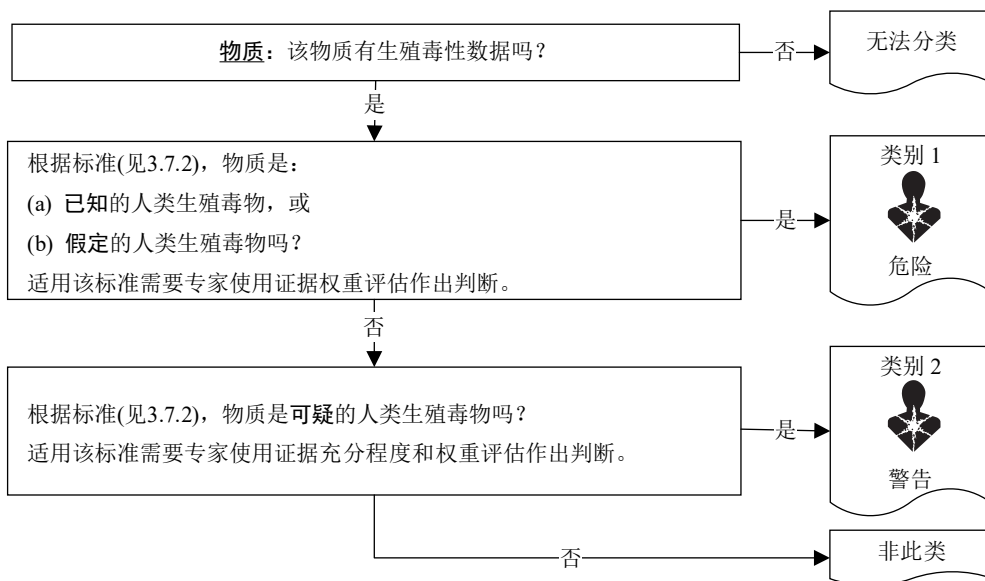 物质：该物质有生殖毒性数据吗？
否
无法分类
是
根据标准(见3.7.2)，物质是：
(a) 已知的人类生殖毒物，或
(b) 假定的人类生殖毒物吗？
适用该标准需要专家使用证据权重评估作出判断。
是
类别 1
危险
否
根据标准(见3.7.2)，物质是可疑的人类生殖毒物吗？
适用该标准需要专家使用证据充分程度和权重评估作出判断。
是
类别 2
警告
否
非此类